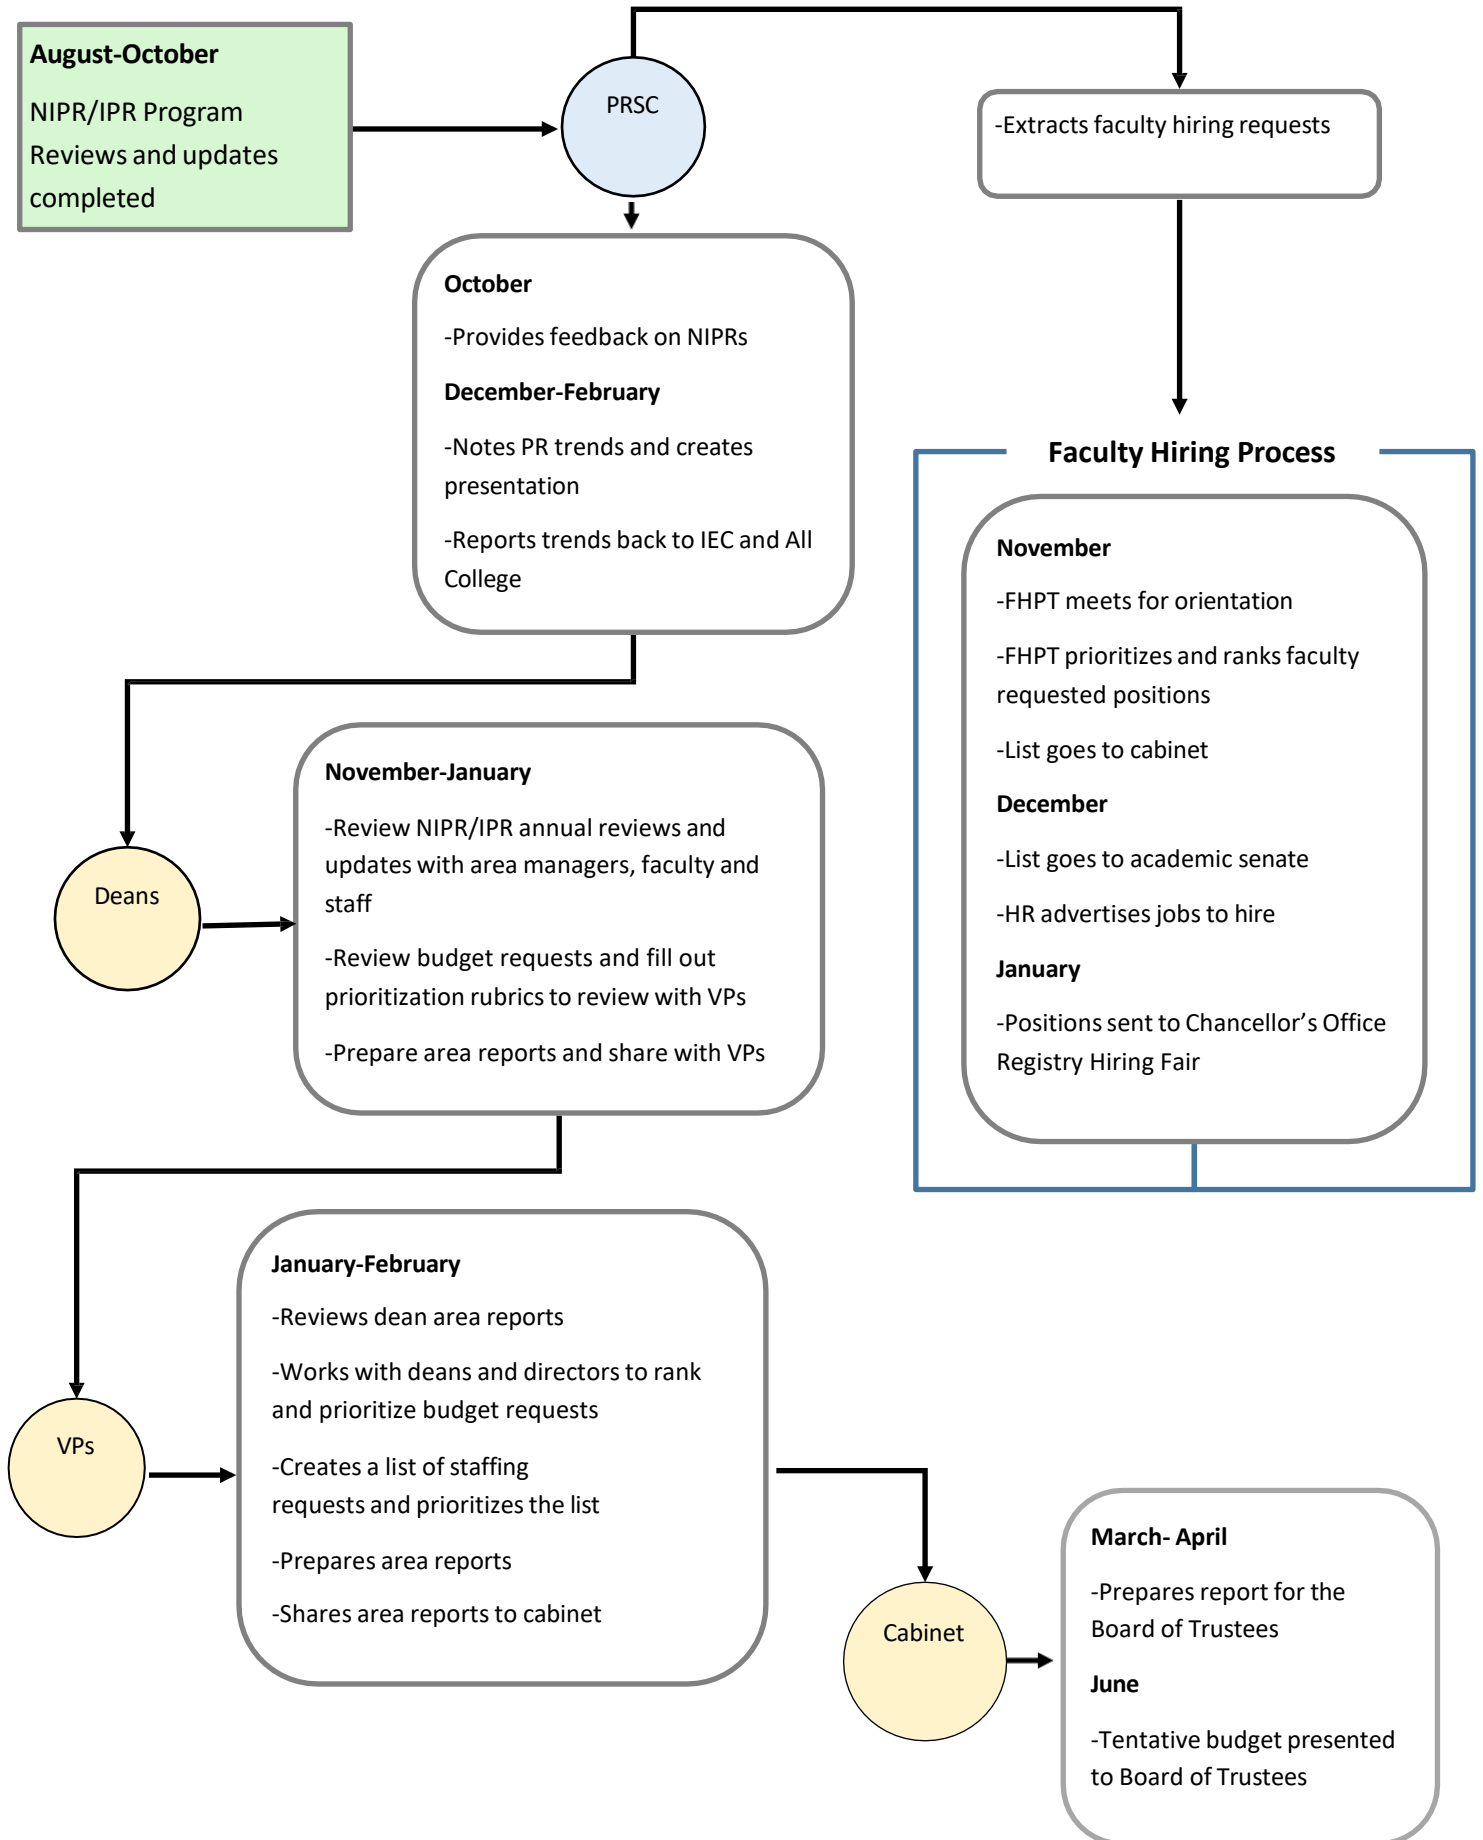 August-October
NIPR/IPR Program
Reviews and updates
completed
PRSC
-Extracts faculty hiring requests
October
-Provides feedback on NIPRs
December-February
-Notes PR trends and creates
presentation
-Reports trends back to IEC and All
College
Faculty Hiring Process
November
-FHPT meets for orientation
-FHPT prioritizes and ranks faculty
requested positions
-List goes to cabinet
December
-List goes to academic senate
-HR advertises jobs to hire
January
-Positions sent to Chancellor’s Office
Registry Hiring Fair
Deans
November-January
-Review NIPR/IPR annual reviews and
updates with area managers, faculty and
staff
-Review budget requests and fill out
prioritization rubrics to review with VPs
-Prepare area reports and share with VPs
VPs
January-February
-Reviews dean area reports
-Works with deans and directors to rank
and prioritize budget requests
-Creates a list of staffing
requests and prioritizes the list
-Prepares area reports
-Shares area reports to cabinet
Cabinet
March- April
-Prepares report for the
Board of Trustees
June
-Tentative budget presented
to Board of Trustees